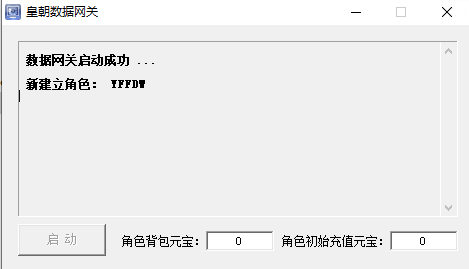 皇朝数据网关
数据网关启动成功 ...
新建立角色： YFFDW
启 动
角色背包元宝： 0
角色初始充值元宝： 0